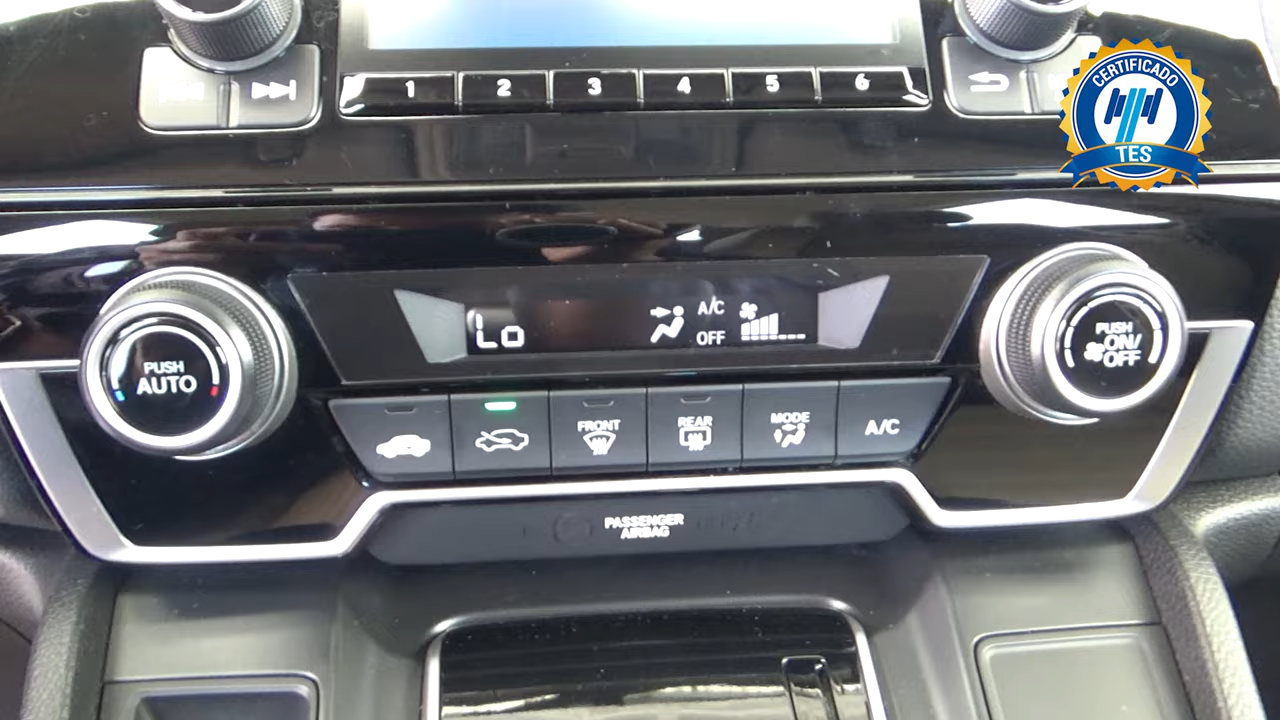 1 2 3 4 5 6
CERTIFICADO
TES
Lo
A/C
OFF
PUSH
AUTO
PUSH
ON/
OFF
FRONT
REAR
MODE
A/C
PASSENGER
AIRBAG